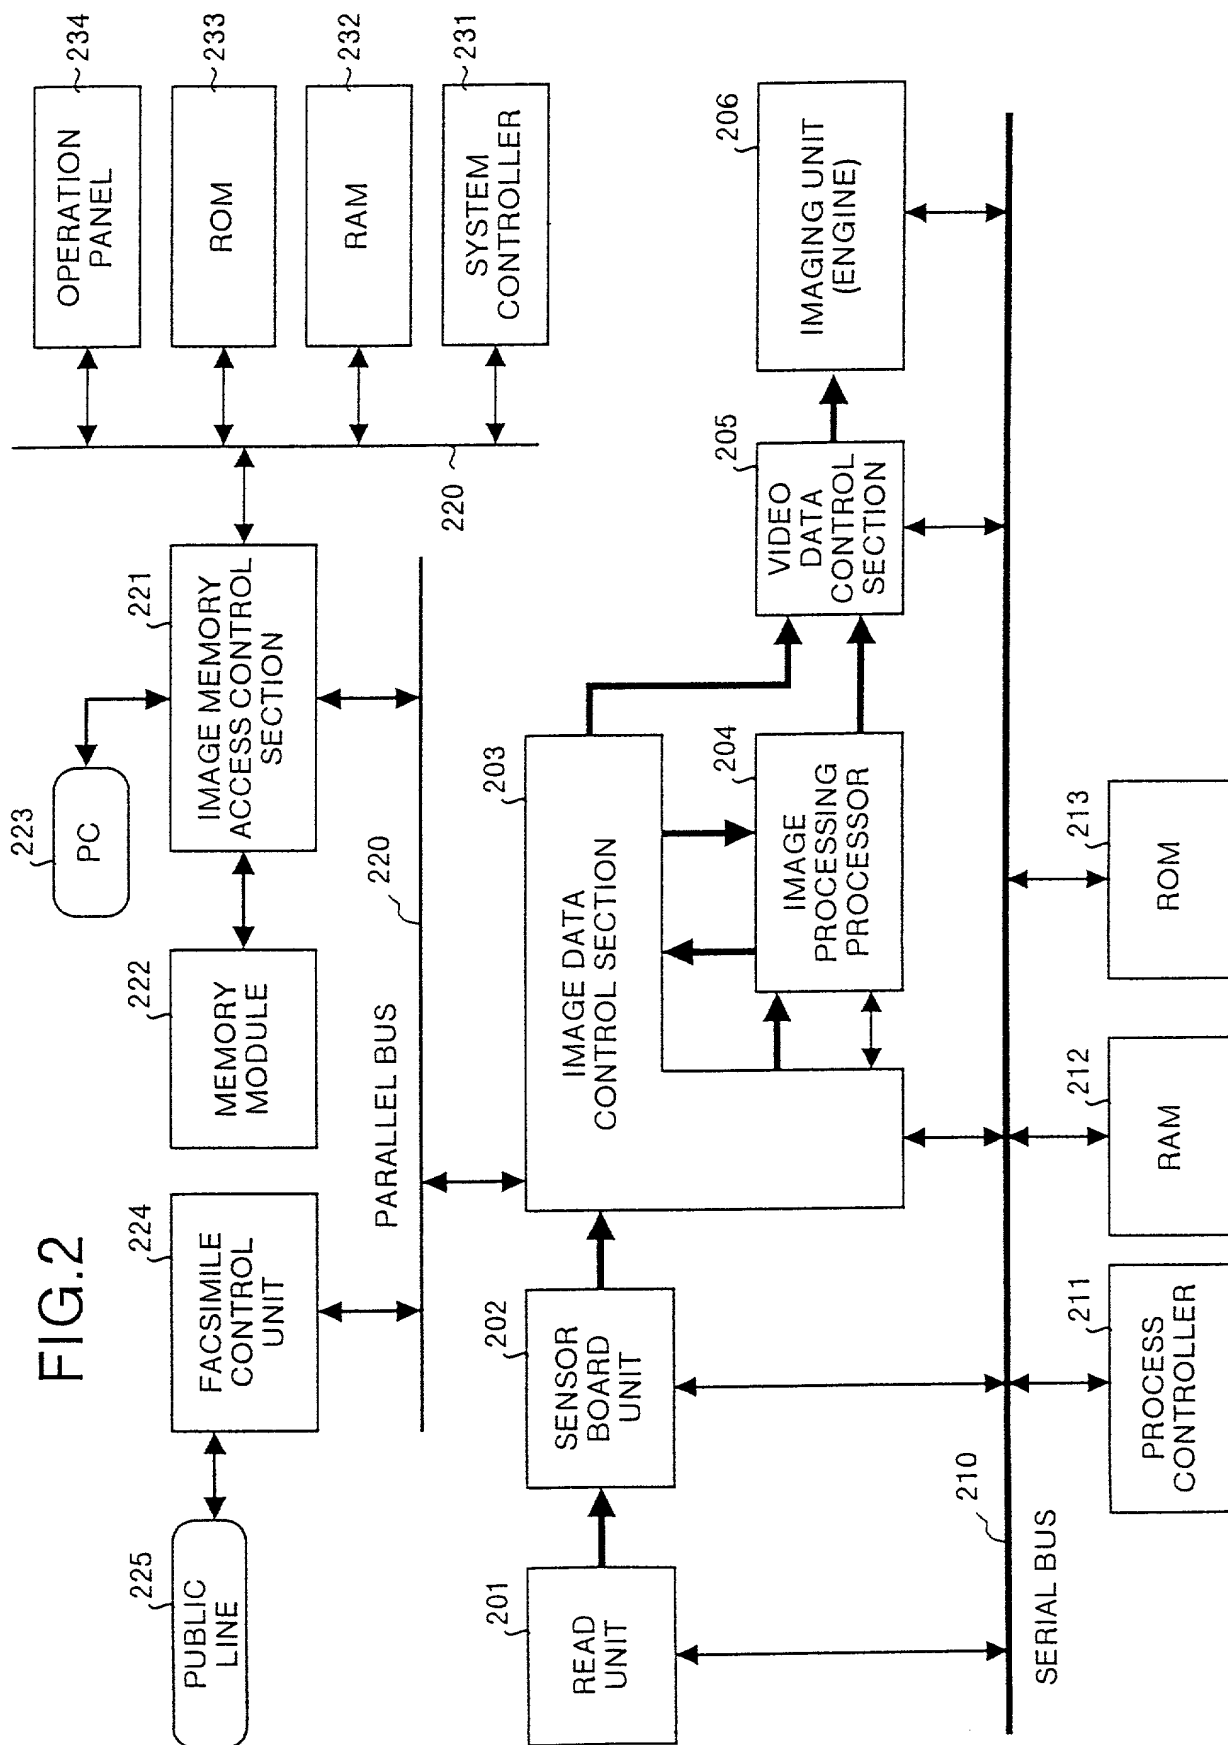 FIG.2
225
PUBLIC
LINE
224
FACSIMILE
CONTROL
UNIT
222
MEMORY
MODULE
223
PC
221
IMAGE MEMORY
ACCESS CONTROL
SECTION
234
OPERATION
PANEL
233
ROM
232
RAM
231
SYSTEM
CONTROLLER
220
PARALLEL BUS
220
201
READ
UNIT
202
SENSOR
BOARD
UNIT
203
IMAGE DATA
CONTROL SECTION
204
IMAGE
PROCESSING
PROCESSOR
205
VIDEO
DATA
CONTROL
SECTION
206
IMAGING UNIT
(ENGINE)
210
SERIAL BUS
211
PROCESS
CONTROLLER
212
RAM
213
ROM